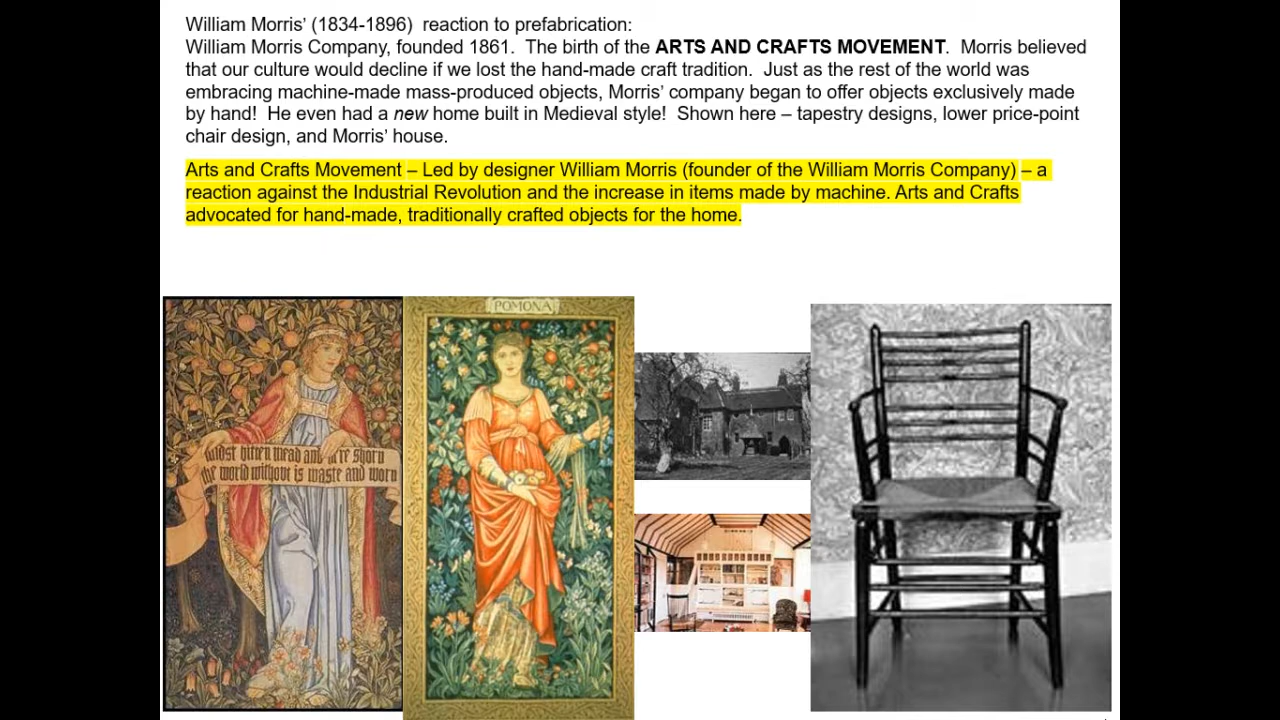 William Morris’ (1834-1896)  reaction to prefabrication:
William Morris Company, founded 1861.  The birth of the ARTS AND CRAFTS MOVEMENT.  Morris believed
that our culture would decline if we lost the hand-made craft tradition.  Just as the rest of the world was
embracing machine-made mass-produced objects, Morris’ company began to offer objects exclusively made
by hand!  He even had a new home built in Medieval style!  Shown here – tapestry designs, lower price-point
chair design, and Morris’ house.
Arts and Crafts Movement – Led by designer William Morris (founder of the William Morris Company) – a
reaction against the Industrial Revolution and the increase in items made by machine. Arts and Crafts
advocated for hand-made, traditionally crafted objects for the home.
POMONA
mead and
the world without is waste and worn